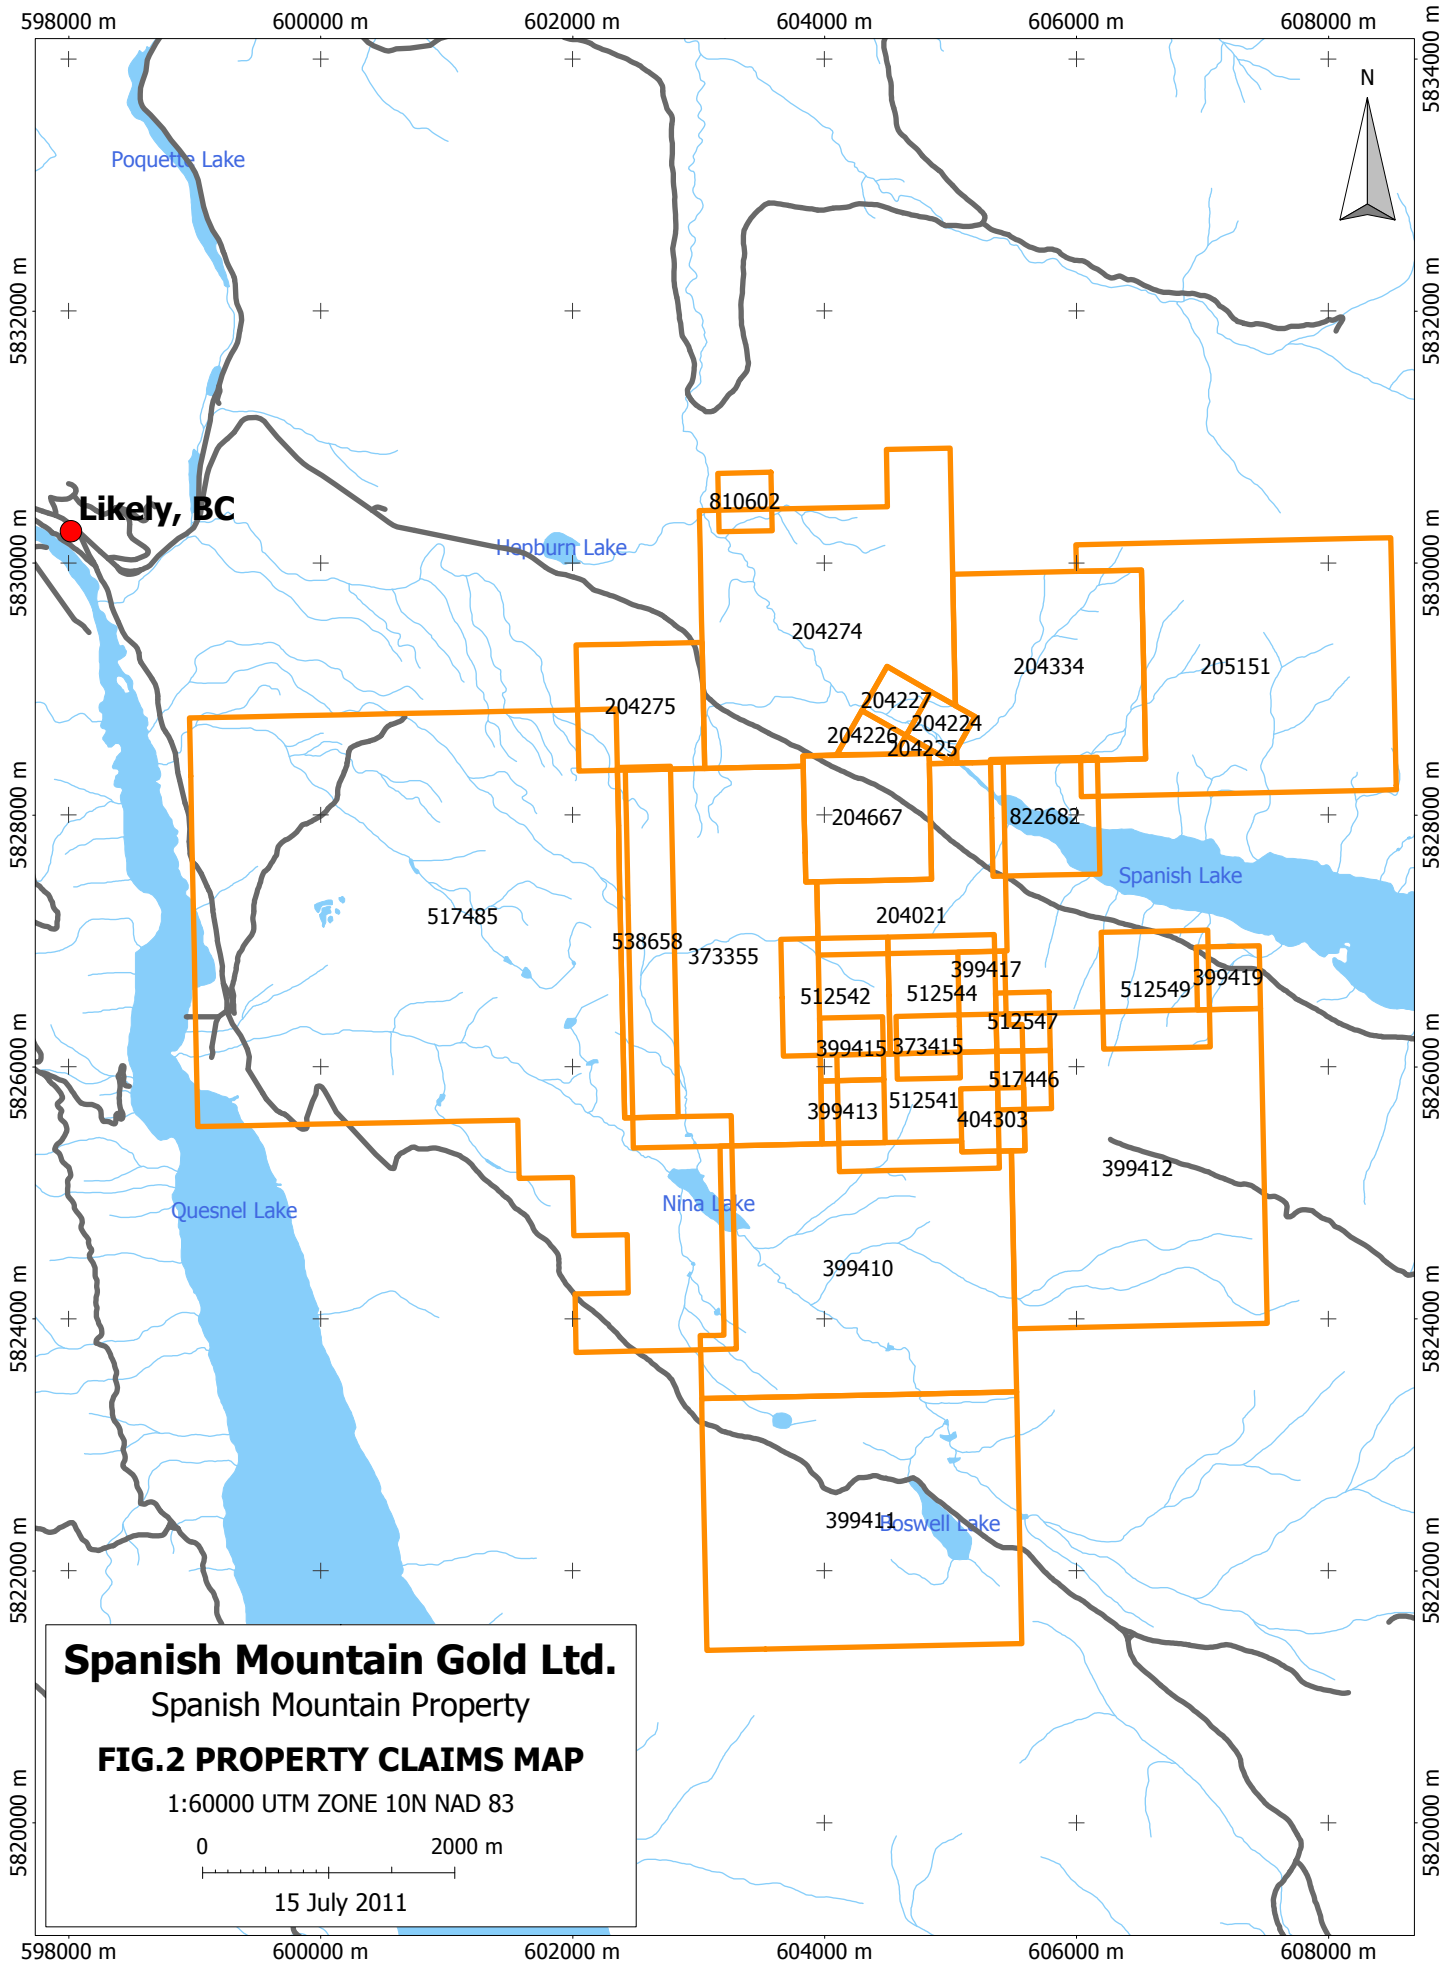 598000 m 600000 m 602000 m 604000 m 606000 m 608000 m
5834000 m 5834000 m
N
Poquette Lake
5832000 m 5832000 m
810602
Likely, BC
Hepburn Lake
5830000 m 5830000 m
204274
204334 205151
204275 204227
204224
204226
204225
5828000 m 5828000 m
204667 822682
Spanish Lake
517485 204021
538658
373355 399417
512542 512544 512549 399419
512547
399415 373415
5826000 m 5826000 m
517446
399413 512541
404303
399412
Quesnel Lake Nina Lake
399410
5824000 m 5824000 m
399411 Boswell Lake
5822000 m 5822000 m
Spanish Mountain Gold Ltd.
Spanish Mountain Property
FIG.2 PROPERTY CLAIMS MAP
1:60000 UTM ZONE 10N NAD 83
0 2000 m
15 July 2011
5820000 m 5820000 m
598000 m 600000 m 602000 m 604000 m 606000 m 608000 m